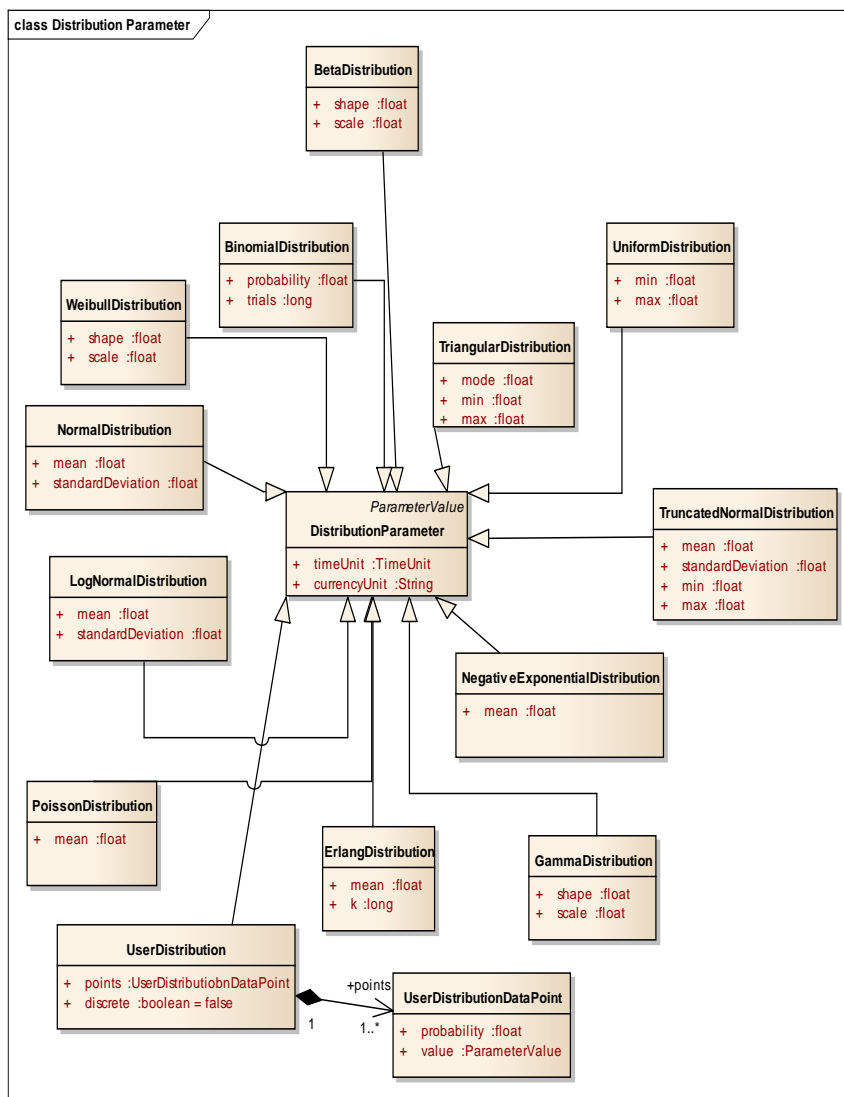 class Distribution Parameter
BetaDistribution
+ shape :float
+ scale :float
BinomialDistribution
+ probability :float
+ trials :long
UniformDistribution
+ min :float
+ max :float
WeibullDistribution
+ shape :float
+ scale :float
TriangularDistribution
+ mode :float
+ min :float
+ max :float
NormalDistribution
+ mean :float
+ standardDeviation :float
ParameterValue
DistributionParameter
+ timeUnit :TimeUnit
+ currencyUnit :String
TruncatedNormalDistribution
+ mean :float
+ standardDeviation :float
+ min :float
+ max :float
LogNormalDistribution
+ mean :float
+ standardDeviation :float
NegativeExponentialDistribution
+ mean :float
PoissonDistribution
+ mean :float
ErlangDistribution
+ mean :float
+ k :long
GammaDistribution
+ shape :float
+ scale :float
UserDistribution
+ points :UserDistributiobnDataPoint
+ discrete :boolean = false
1
+points
1..*
UserDistributionDataPoint
+ probability :float
+ value :ParameterValue